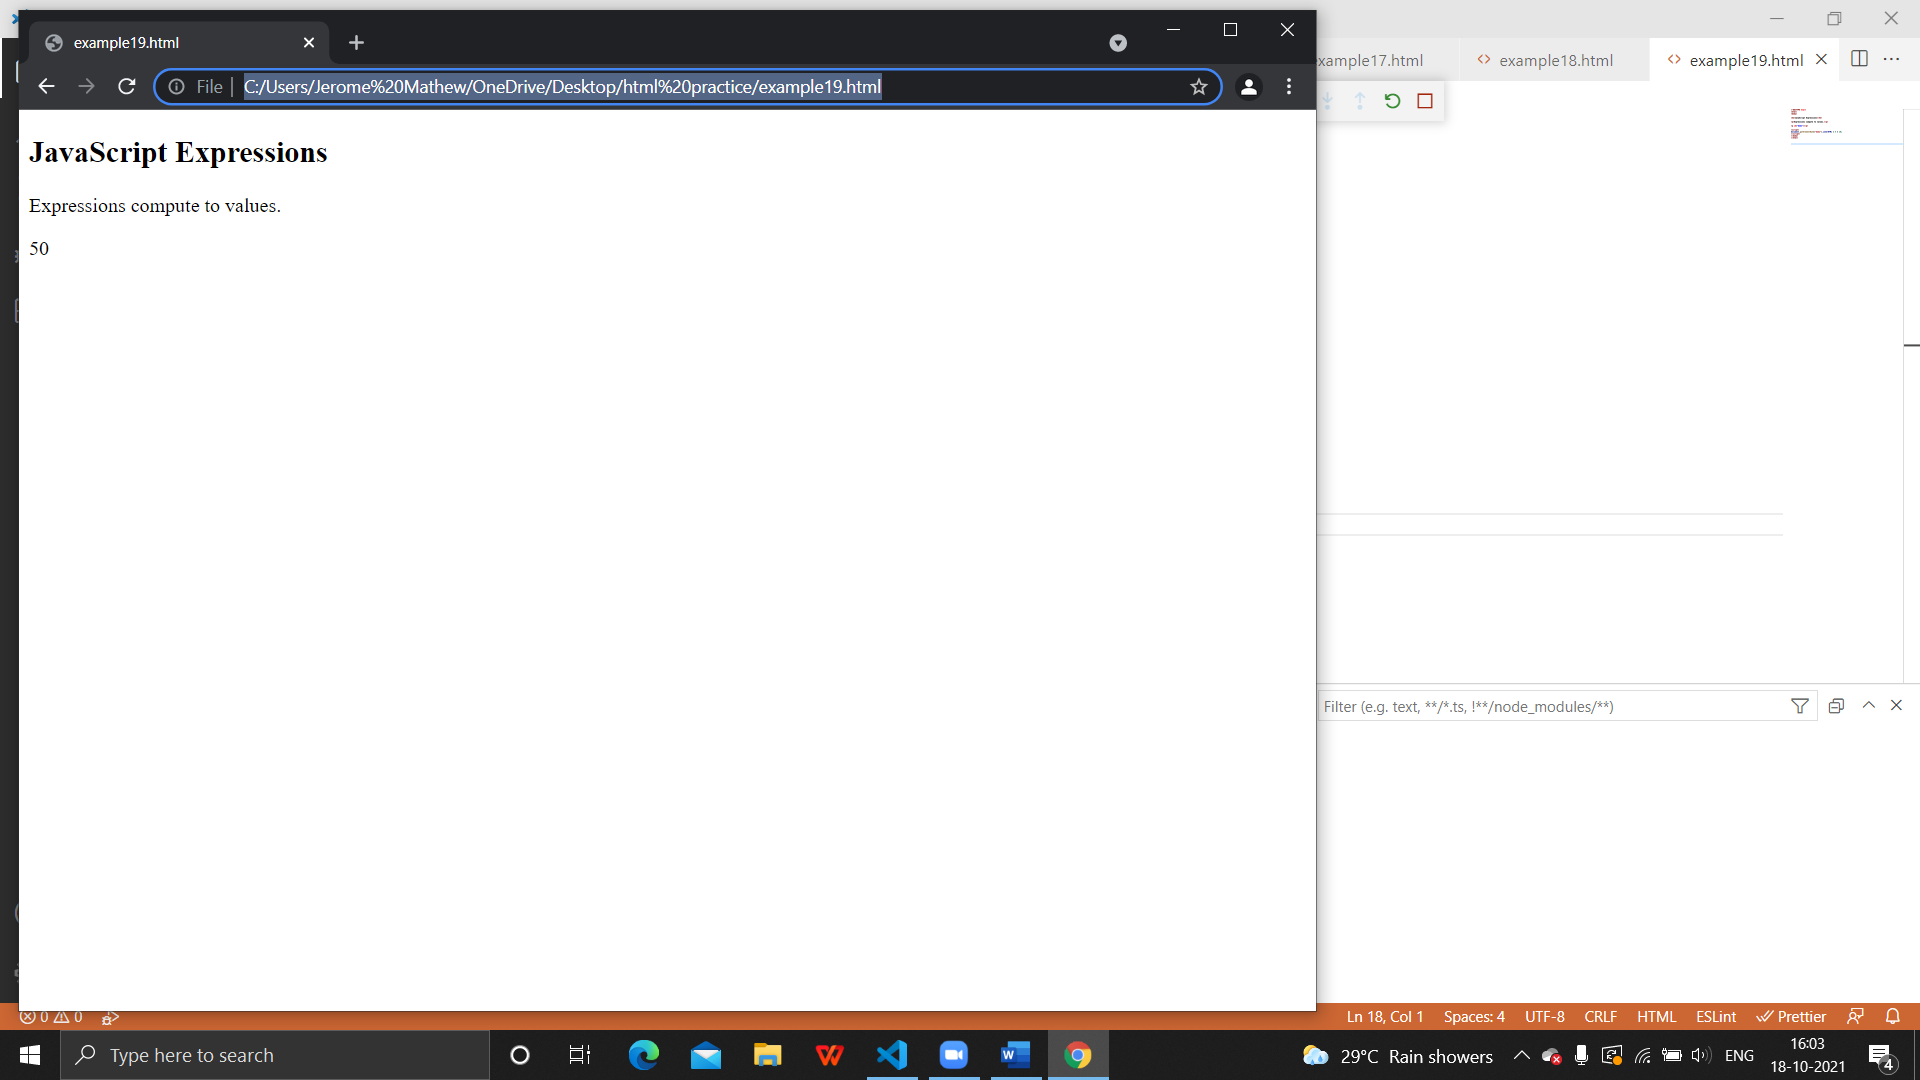 example19.html
File
C:/Users/Jerome%20Mathew/OneDrive/Desktop/html%20practice/example19.html
JavaScript Expressions
Expressions compute to values.
50
xample17.html
example18.html
example19.html
Filter (e.g. text, **/*.ts, !**/node_modules/**)
0 0
Ln 18, Col 1 Spaces: 4 UTF-8 CRLF HTML ESLint Prettier
Type here to search
29°C Rain showers
ENG
16:03
18-10-2021
4